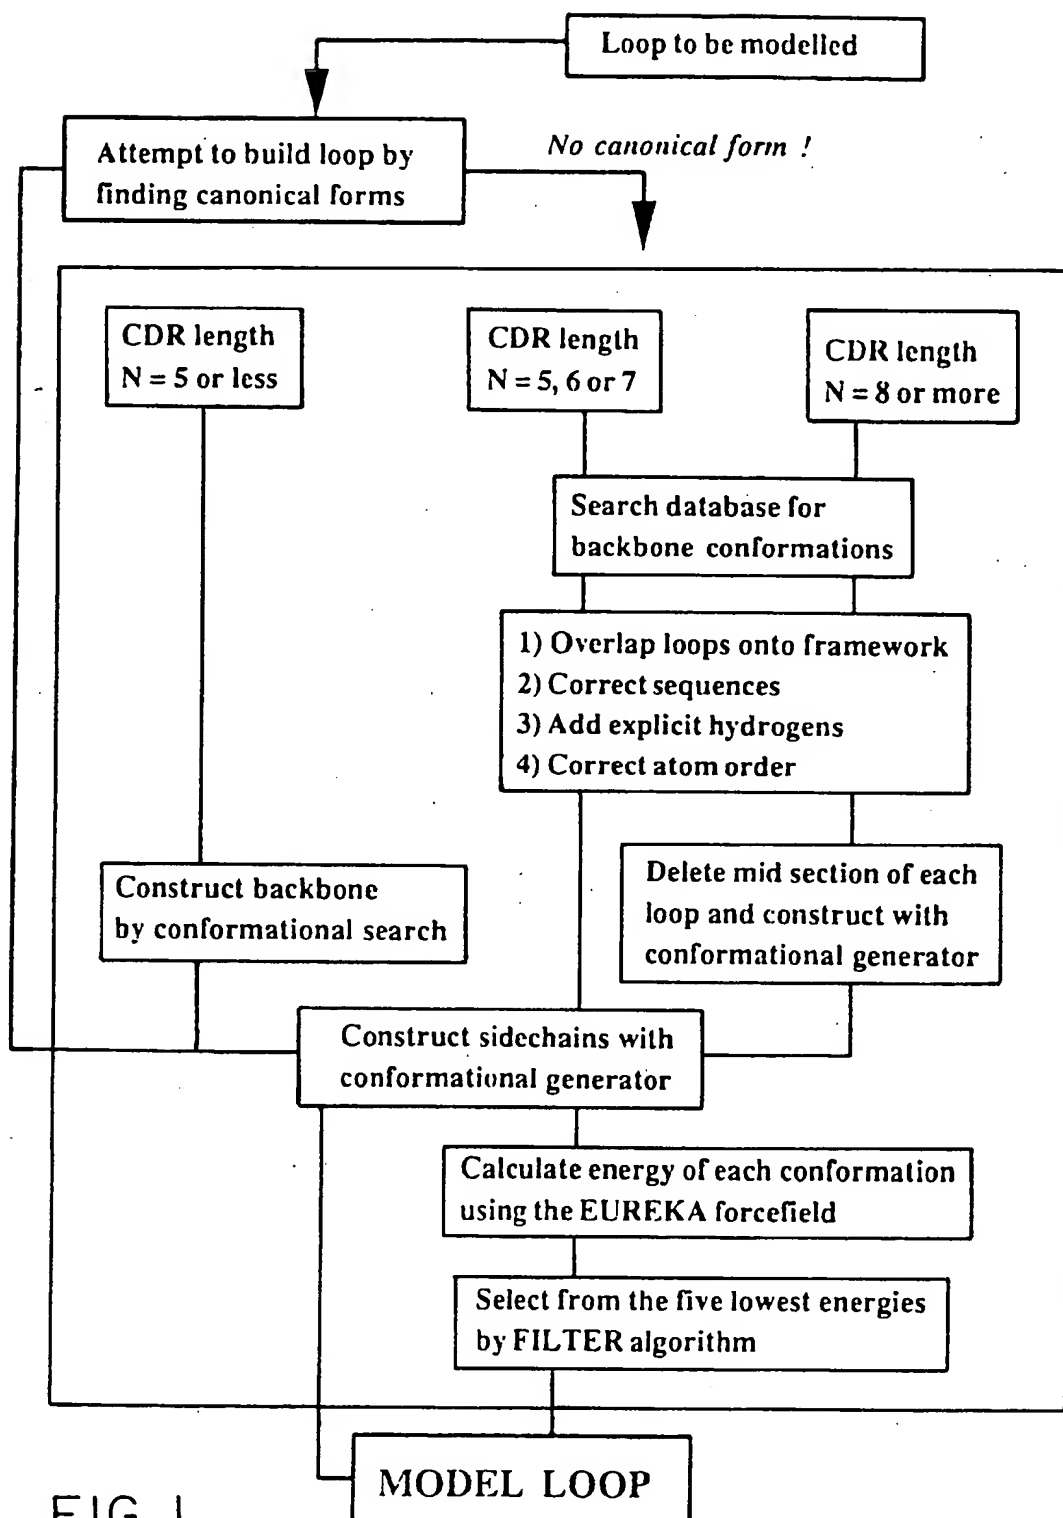 Loop to be modelled
Attempt to build loop by
finding canonical forms
No canonical form !
CDR length
N = 5 or less
CDR length
N = 5, 6 or 7
CDR length
N = 8 or more
Search database for
backbone conformations
1) Overlap loops onto framework
2) Correct sequences
3) Add explicit hydrogens
4) Correct atom order
Construct backbone
by conformational search
Delete mid section of each
loop and construct with
conformational generator
Construct sidechains with
conformational generator
Calculate energy of each conformation
using the EUREKA forcefield
Select from the five lowest energies
by FILTER algorithm
MODEL LOOP
FIG. 1